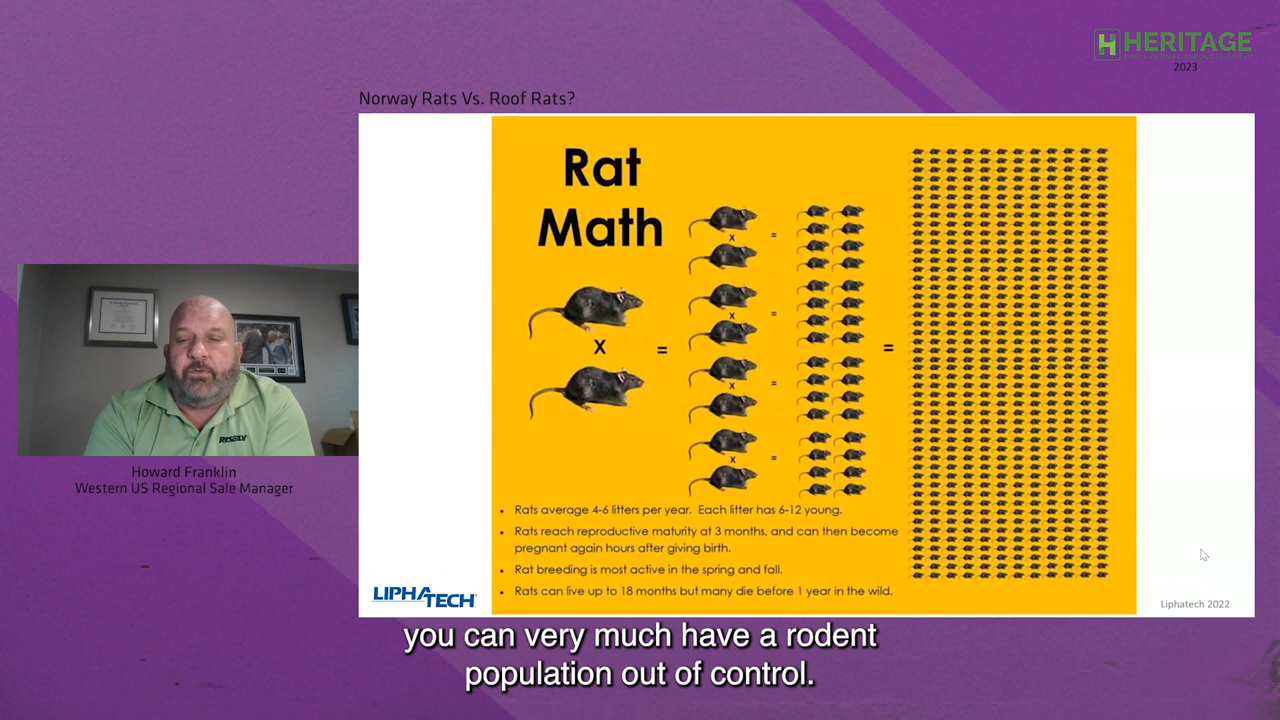 HERITAGE
2023
Norway Rats Vs. Roof Rats?
Rat
Math
x
=
x
=
x
=
X
=
x
=
=
x
=
Rats average 4-6 litters per year. Each litter has 6-12 young.
Rats reach reproductive maturity at 3 months, and can then become
pregnant again hours after giving birth.
Rat breeding is most active in the spring and fall.
Rats can live up to 18 months but many die before 1 year in the wild.
LIPHATECH
Liphatech 2022
Howard Franklin
Western US Regional Sale Manager
you can very much have a rodent
population out of control.